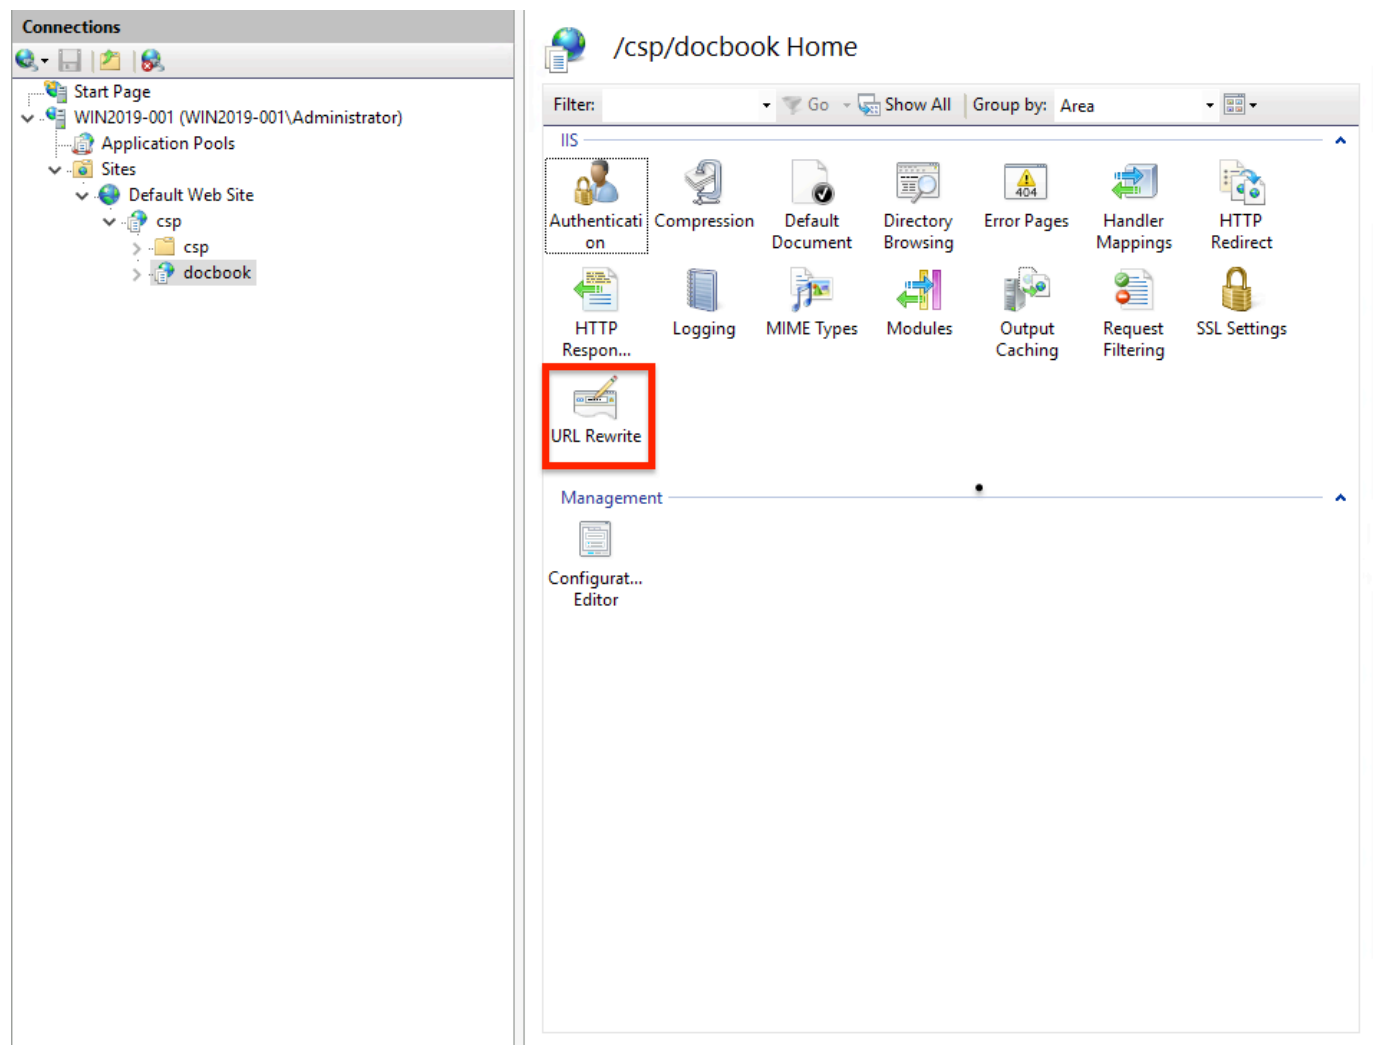 Connections
Start Page
WIN2019-001 (WIN2019-001\Administrator)
Application Pools
Sites
Default Web Site
csp
csp
docbook
/csp/docbook Home
Filter:
Go
Show All
Group by:
Area
IIS
Authenticati
on
Compression
Default
Document
Directory
Browsing
404
Error Pages
Handler
Mappings
HTTP
Redirect
HTTP
Respon...
Logging
MIME Types
Modules
Output
Caching
Request
Filtering
SSL Settings
URL Rewrite
Management
Configurat...
Editor